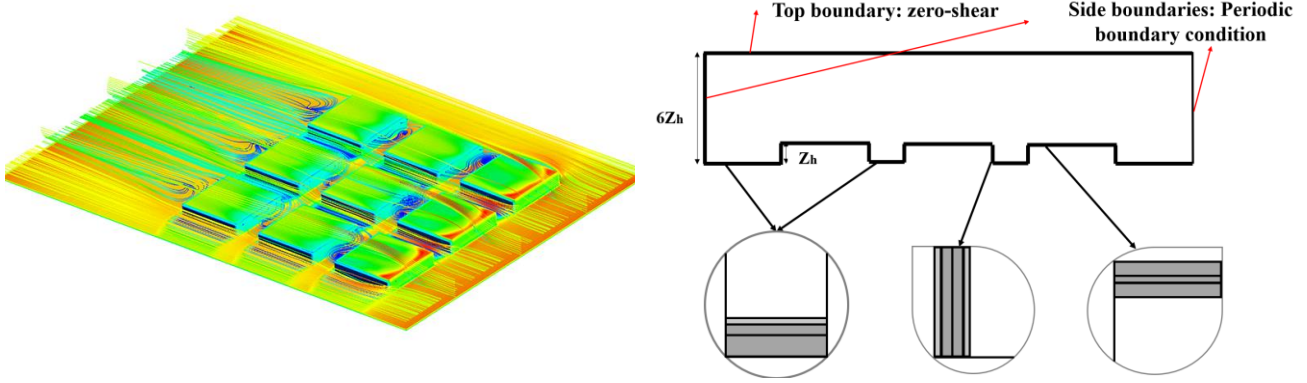 Top boundary: zero-shear
Side boundaries: Periodic
boundary condition
6Zh
Zh